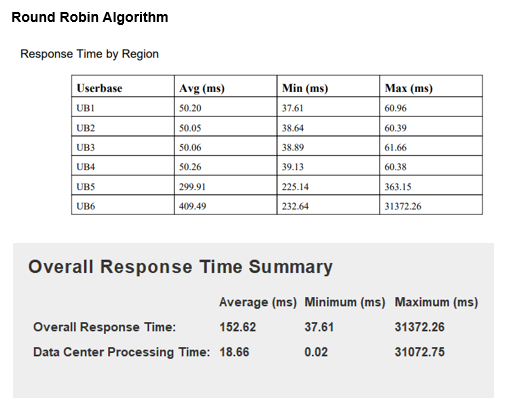 Round Robin Algorithm
Response Time by Region
Userbase Avg (ms) Min (ms) Max (ms)
UB1 50.20 37.61 60.96
UB2 50.05 38.64 60.39
UB3 50.06 38.89 61.66
UB4 50.26 39.13 60.38
UB5 299.91 225.14 363.15
UB6 409.49 232.64 31372.26
Overall Response Time Summary
Average (ms) Minimum (ms) Maximum (ms)
Overall Response Time: 152.62 37.61 31372.26
Data Center Processing Time: 18.66 0.02 31072.75